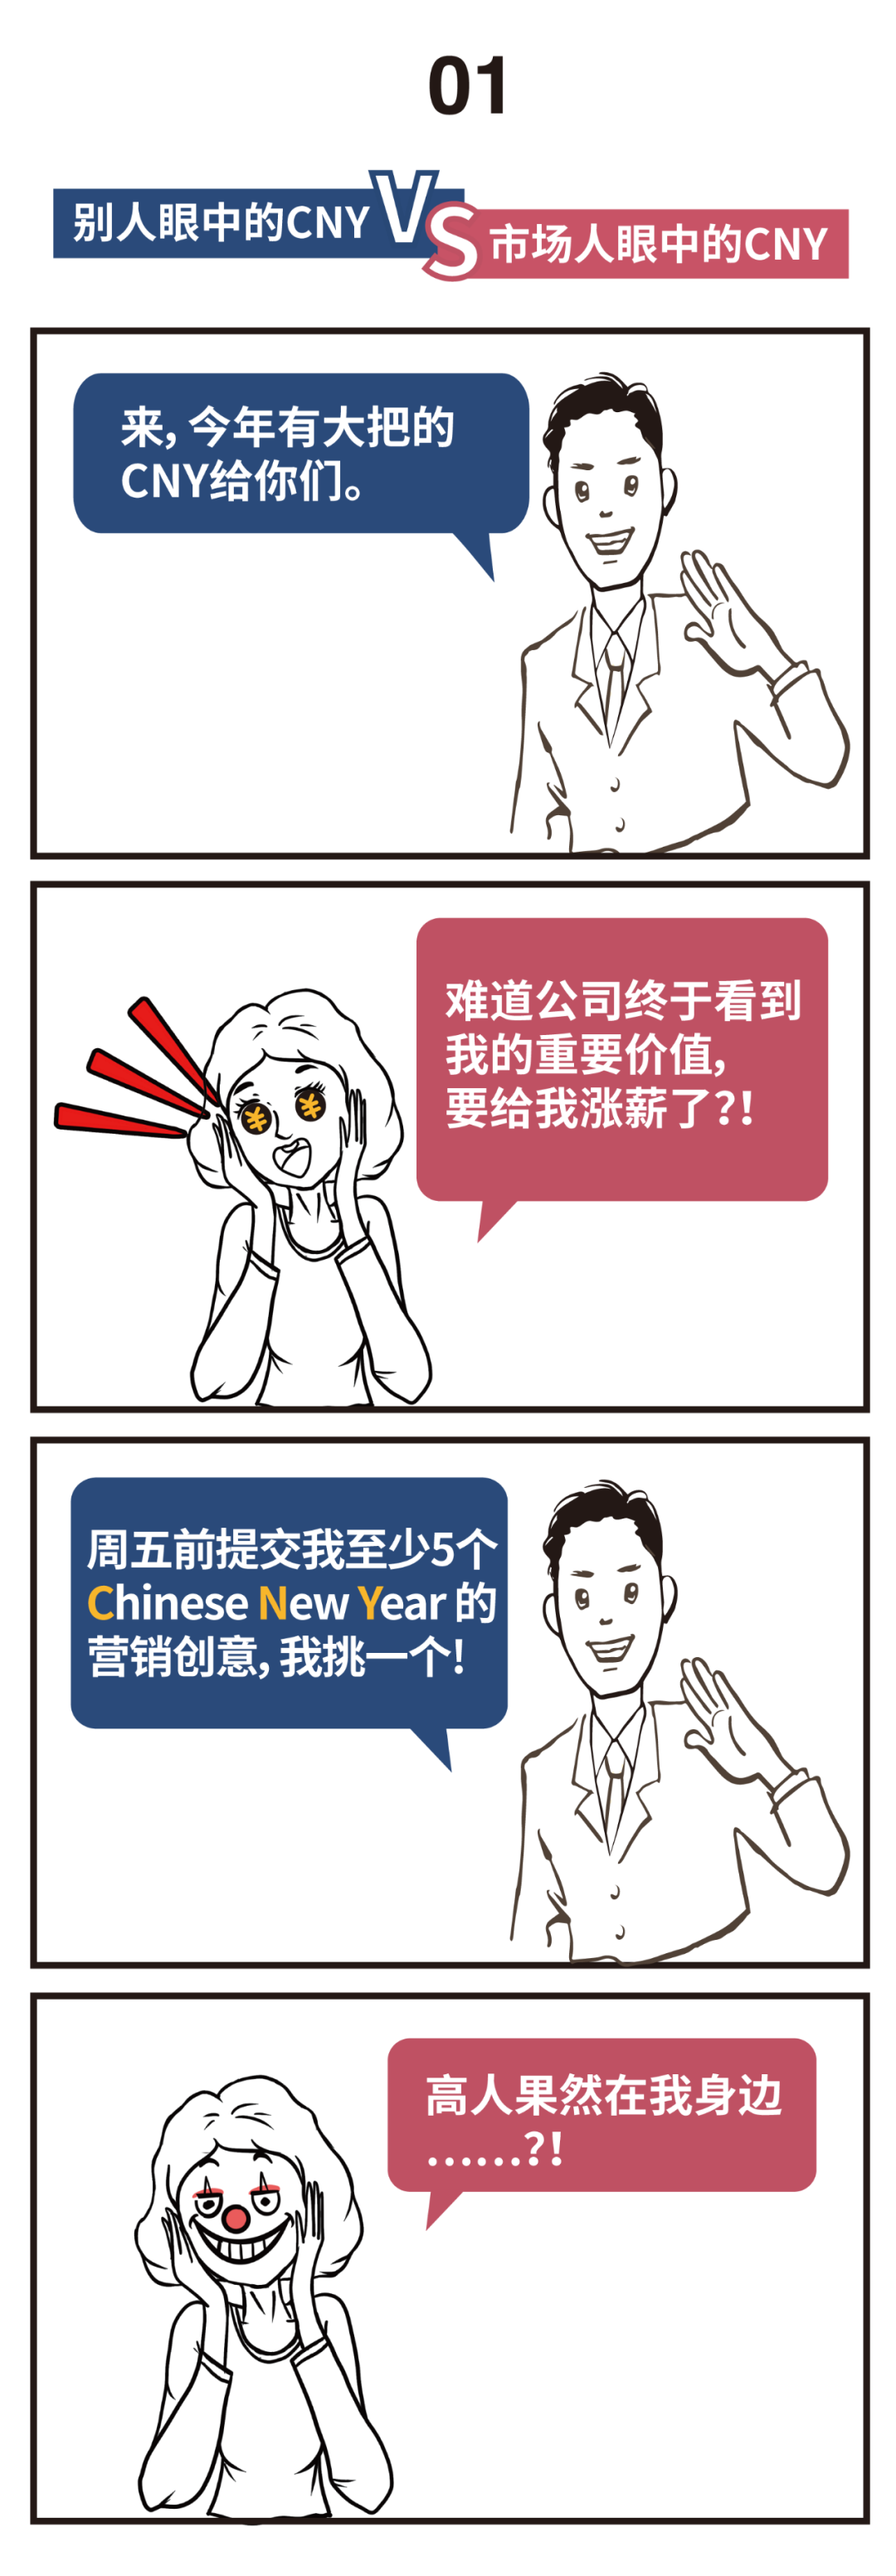 01
别人眼中的CNY
VS
市场人眼中的CNY
来，今年有大把的
CNY给你们。
难道公司终于看到
我的重要价值，
要给我涨薪了?!
周五前提交我至少5个
Chinese New Year 的
营销创意，我挑一个!
高人果然在我身边
……?!